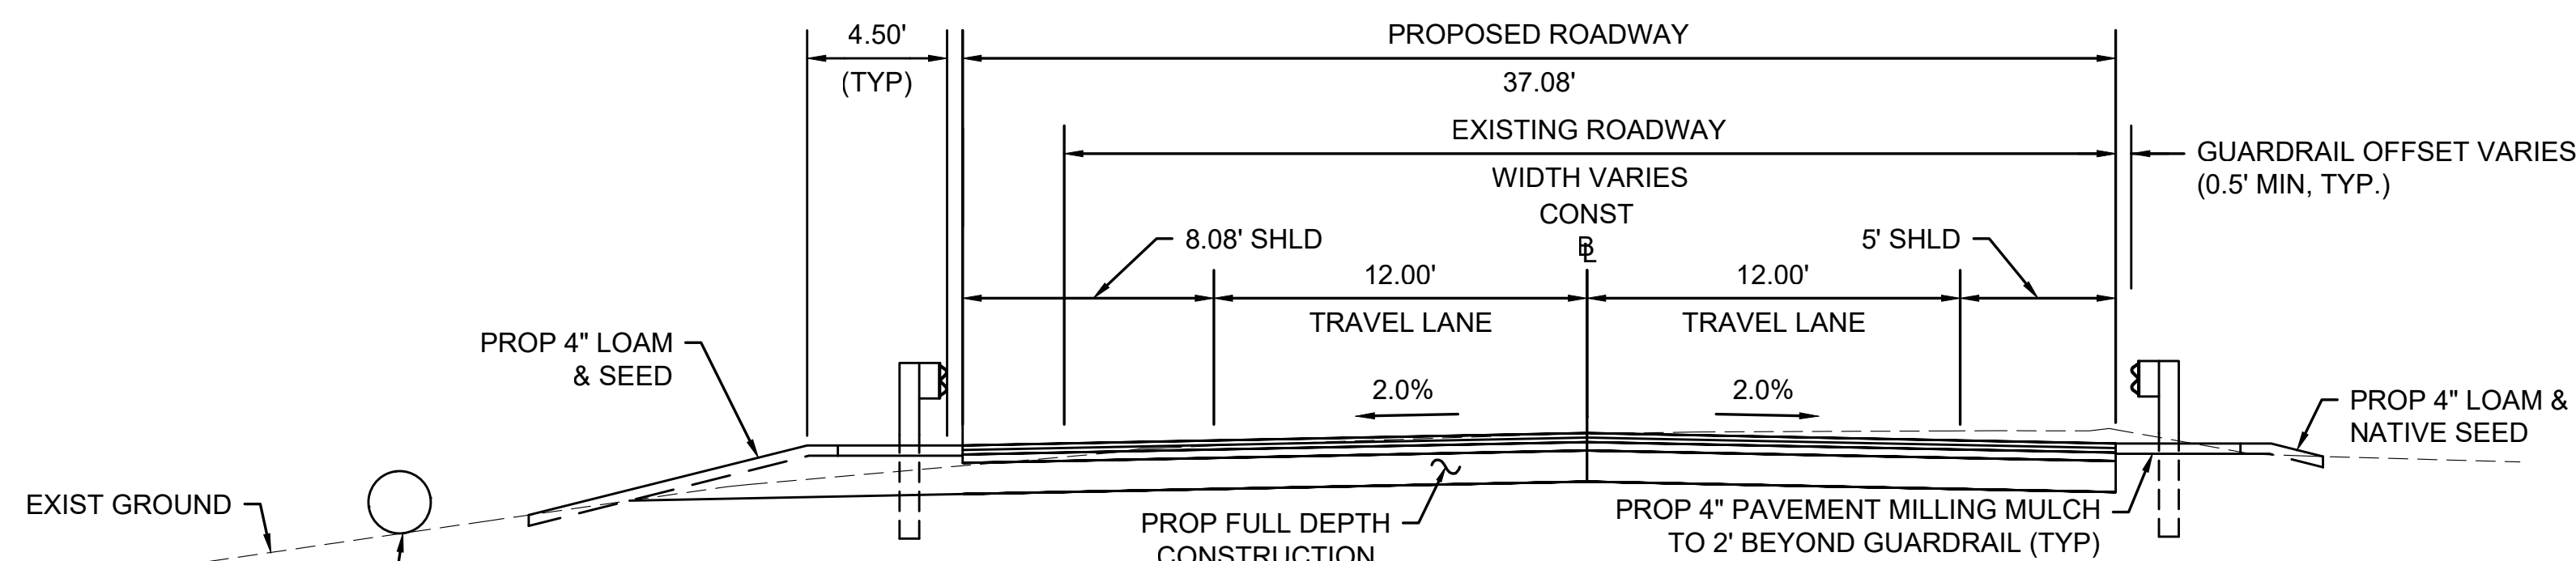 4.50'
(TYP)
PROPOSED ROADWAY
37.08'
EXISTING ROADWAY
WIDTH VARIES
CONST
BL
GUARDRAIL OFFSET VARIES
(0.5' MIN, TYP.)
8.08' SHLD
5' SHLD
12.00'
TRAVEL LANE
12.00'
TRAVEL LANE
PROP 4" LOAM
& SEED
2.0%
2.0%
PROP 4" LOAM &
NATIVE SEED
EXIST GROUND
PROP FULL DEPTH
CONSTRUCTION
PROP 4" PAVEMENT MILLING MULCH
TO 2' BEYOND GUARDRAIL (TYP)